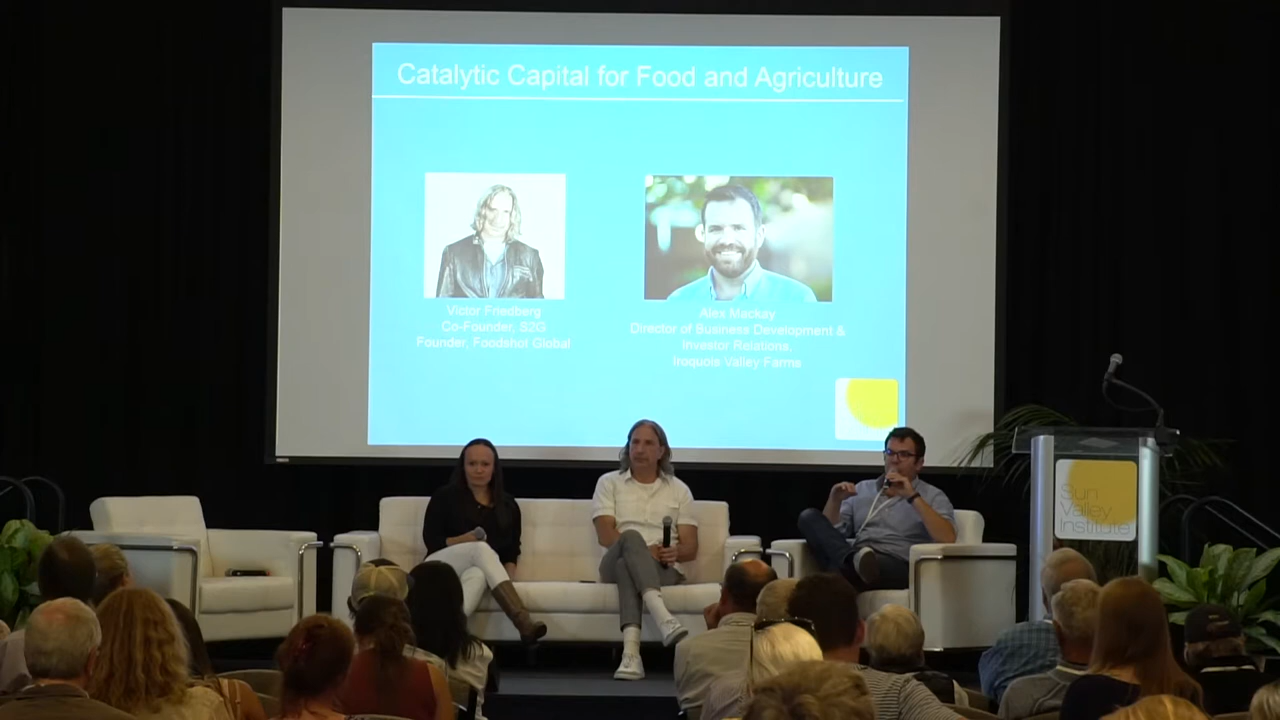 Catalytic Capital for Food and Agriculture
Victor Friedberg
Co-Founder, S2G
Founder, Foodshot Global
Alex Mackay
Director of Business Development &
Investor Relations,
Iroquois Valley Farms
Sun
Valley
Institute